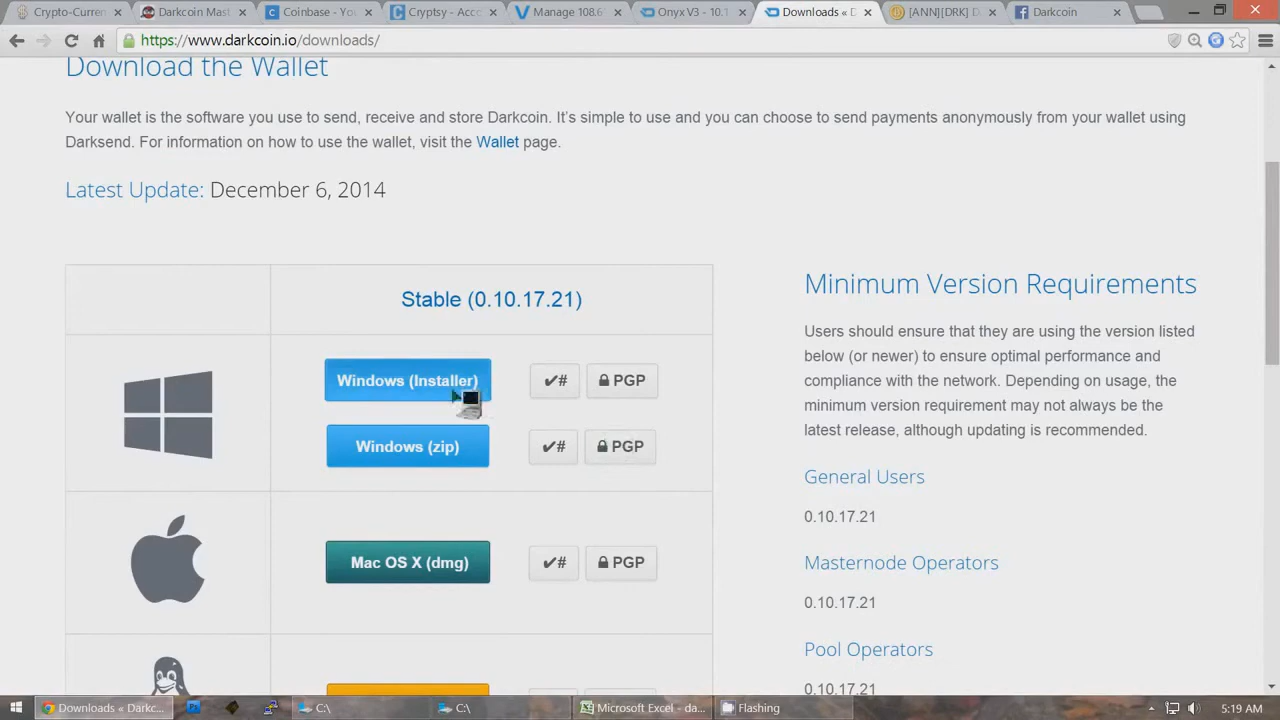 Crypto-Curren
Darkcoin Mast
Coinbase - You
Cryptsy - Acco
Manage 108.6
Onyx V3 - 10.1
Downloads « D
[ANN][DRK] D
Darkcoin
https://www.darkcoin.io/downloads/
Download the Wallet
Your wallet is the software you use to send, receive and store Darkcoin. It's simple to use and you can choose to send payments anonymously from your wallet using
Darksend. For information on how to use the wallet, visit the Wallet page.
Latest Update: December 6, 2014
Stable (0.10.17.21)
Windows (Installer)
✔#
PGP
Windows (zip)
✔#
PGP
Mac OS X (dmg)
✔#
PGP
Minimum Version Requirements
Users should ensure that they are using the version listed
below (or newer) to ensure optimal performance and
compliance with the network. Depending on usage, the
minimum version requirement may not always be the
latest release, although updating is recommended.
General Users
0.10.17.21
Masternode Operators
0.10.17.21
Pool Operators
0.10.17.21
Downloads « Darkc...
C:\
C:\
Microsoft Excel - da...
Flashing
5:19 AM